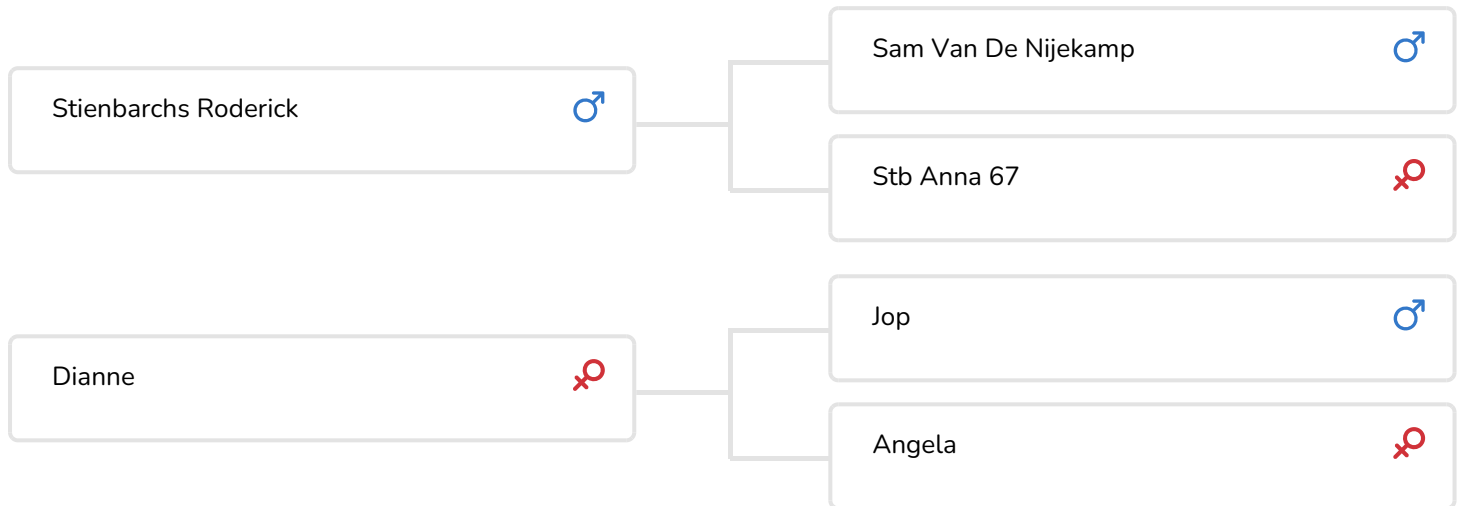 Sam Van De Nijekamp
Stienbarchs Roderick
Stb Anna 67
Jop
Dianne
Angela